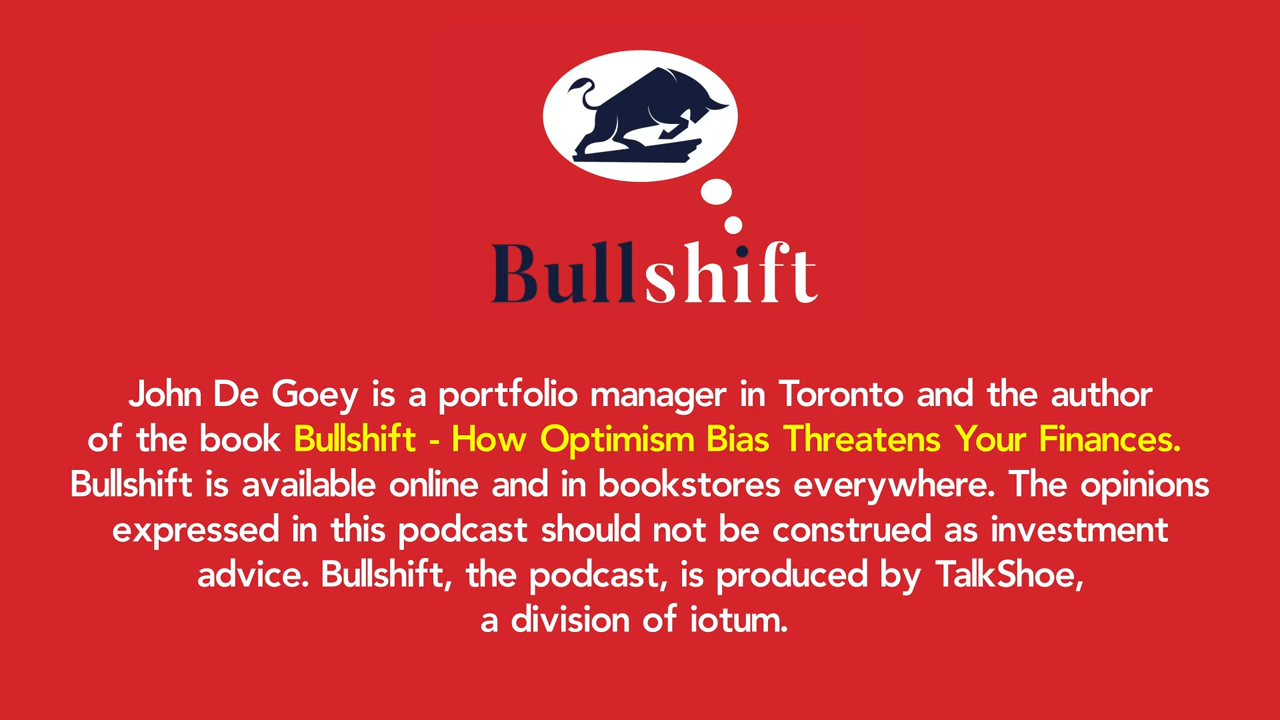 Bullshift
John De Goey is a portfolio manager in Toronto and the author
of the book Bullshift - How Optimism Bias Threatens Your Finances.
Bullshift is available online and in bookstores everywhere. The opinions
expressed in this podcast should not be construed as investment
advice. Bullshift, the podcast, is produced by TalkShoe,
a division of iotum.